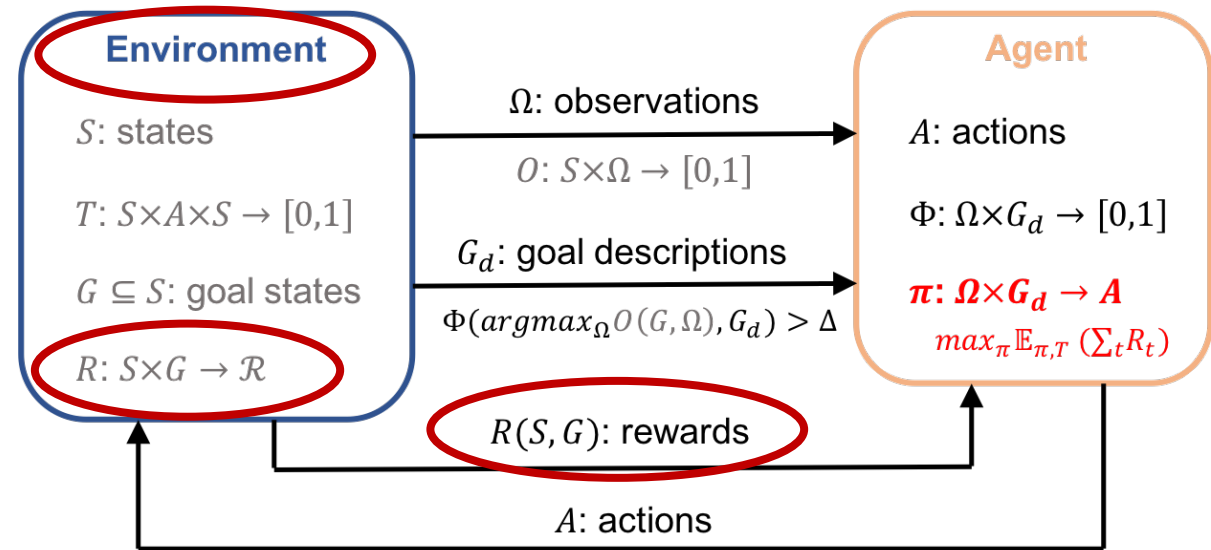 Environment
S: states
T: S×A×S → [0,1]
G ⊆ S: goal states
R: S×G → ℛ
Ω: observations
O: S×Ω → [0,1]
G_d: goal descriptions
Φ(argmax_Ω O(G, Ω), G_d) > Δ
R(S, G): rewards
A: actions
Agent
A: actions
Φ: Ω×G_d → [0,1]
π: Ω×G_d → A
max_π 𝔼_π,T (∑_t R_t)